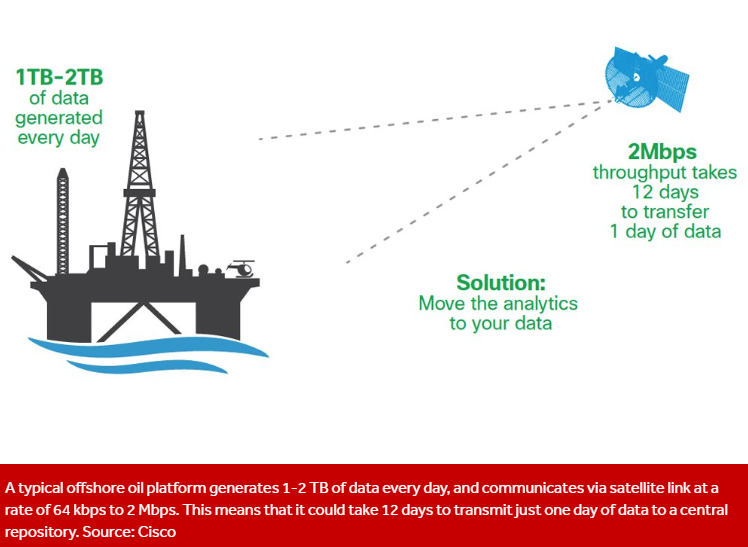 1TB-2TB
of data
generated
every day
2Mbps
throughput takes
12 days
to transfer
1 day of data
Solution:
Move the analytics
to your data
A typical offshore oil platform generates 1-2 TB of data every day, and communicates via satellite link at a
rate of 64 kbps to 2 Mbps. This means that it could take 12 days to transmit just one day of data to a central
repository. Source: Cisco